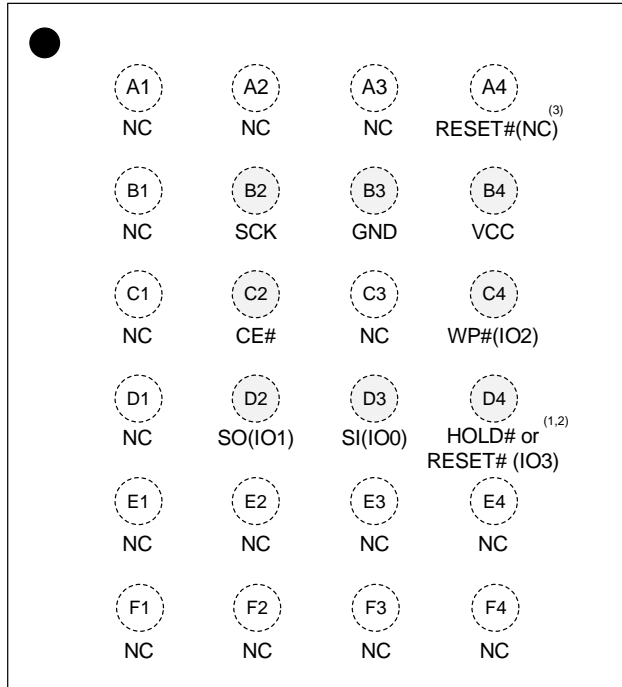 A1 A2 A3 A4
NC NC NC RESET#(NC) (3)
B1 B2 B3 B4
NC SCK GND VCC
C1 C2 C3 C4
NC CE# NC WP#(IO2)
D1 D2 D3 D4
NC SO(IO1) SI(IO0) HOLD# or (1,2)
RESET# (IO3)
E1 E2 E3 E4
NC NC NC NC
F1 F2 F3 F4
NC NC NC NC